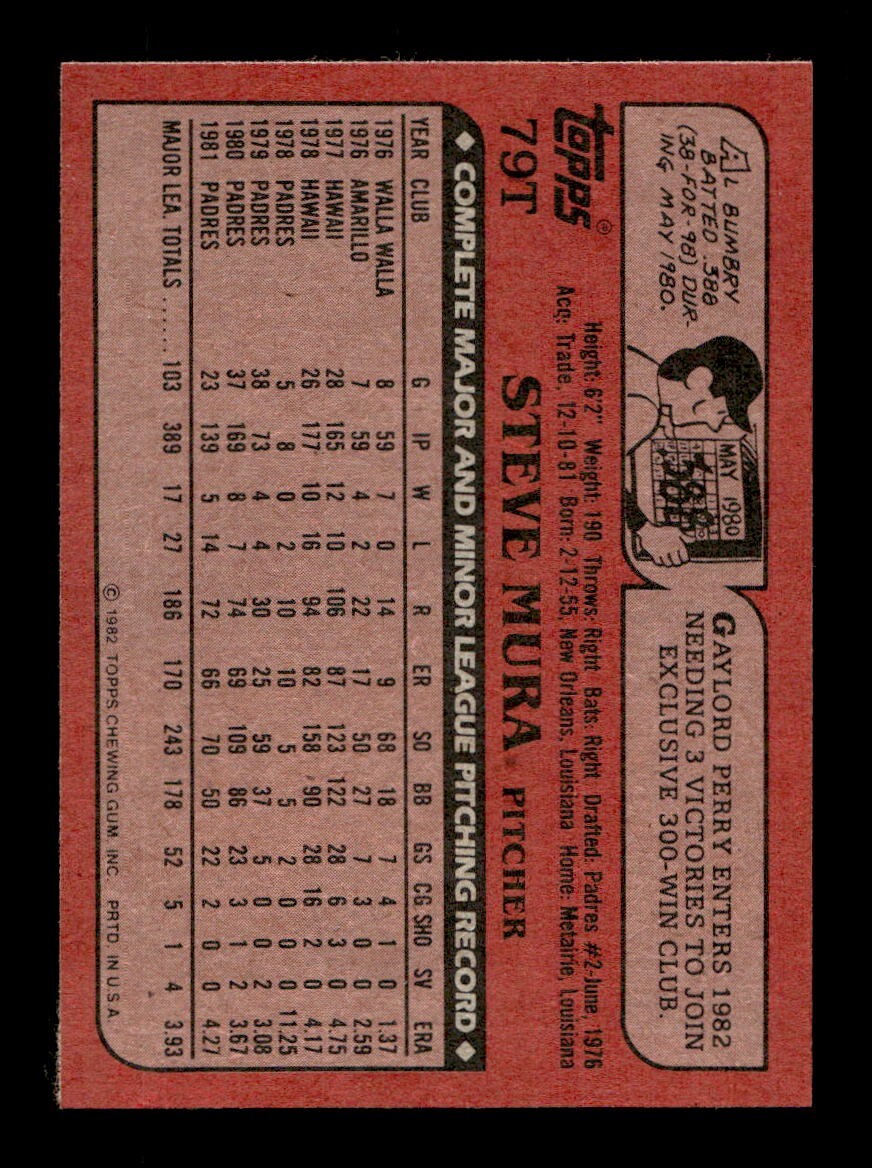 AL BUMBRY
BATTED .388
(38-FOR-98) DUR-
ING MAY 1980.
MAY 1980
.388
GAYLORD PERRY ENTERS 1982
NEEDING 3 VICTORIES TO JOIN
EXCLUSIVE 300-WIN CLUB.
topps®
79T
Height: 6'2" Weight: 190 Throws: Right Bats: Right Drafted: Padres #2-June, 1976
Acq: Trade, 12-10-81 Born: 2-12-55, New Orleans, Louisiana Home: Metairie, Louisiana
STEVE MURA PITCHER
◆ COMPLETE MAJOR AND MINOR LEAGUE PITCHING RECORD ◆
YEAR CLUB G IP W L R ER SO BB GS CG SHO SV ERA
1976 WALLA WALLA 8 59 7 0 14 9 68 18 7 4 1 0 1.37
1976 AMARILLO 7 59 4 2 22 17 50 27 7 3 0 0 2.59
1977 HAWAII 28 165 12 10 106 87 123 122 28 6 3 0 4.75
1978 HAWAII 26 177 10 16 94 82 158 90 28 16 2 0 4.17
1978 PADRES 5 8 0 2 10 10 5 5 2 0 0 0 11.25
1979 PADRES 38 73 4 4 30 25 59 37 5 0 0 2 3.08
1980 PADRES 37 169 8 7 74 69 109 86 23 3 1 2 3.67
1981 PADRES 23 139 5 14 72 66 70 50 22 2 0 0 4.27
MAJOR LEA. TOTALS ...... 103 389 17 27 186 170 243 178 52 5 1 4 3.93
© 1982 TOPPS CHEWING GUM, INC. PRTD. IN U.S.A.